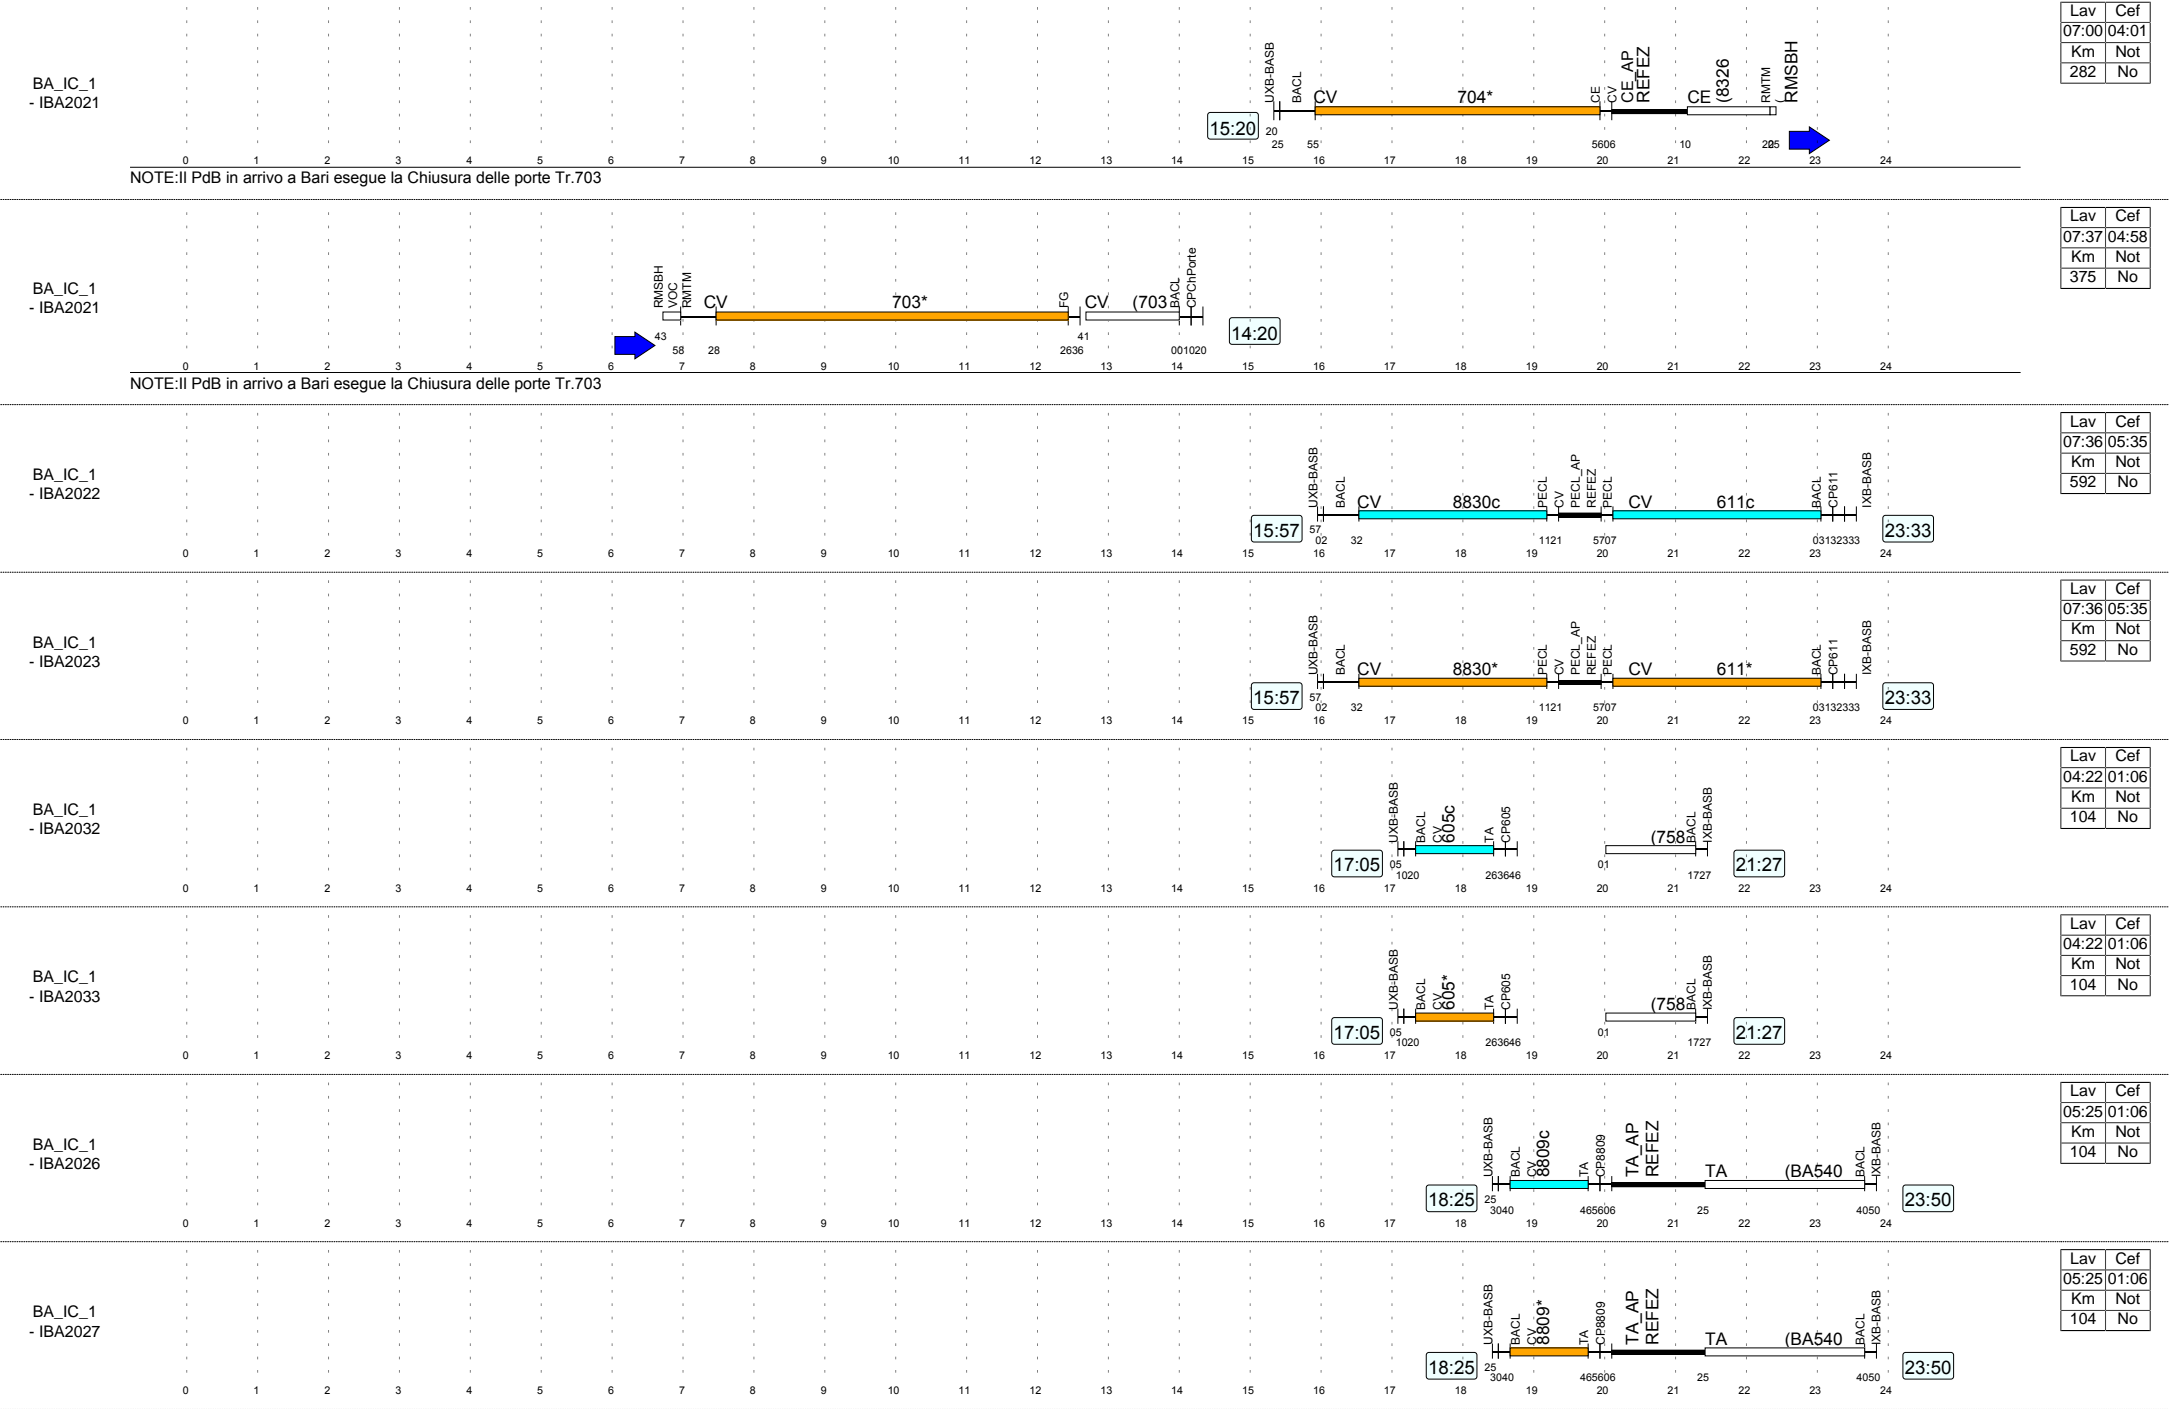 Lav Cef
07:00 04:01
Km Not
282 No
BA_IC_1
- IBA2021
UXB-BASB BACL CV 704* CE CV CE_AP REFEZ CE (8326 RMTM ( RMSBH
15:20 20 25 55 5606 10 2225
0 1 2 3 4 5 6 7 8 9 10 11 12 13 14 15 16 17 18 19 20 21 22 23 24
NOTE:Il PdB in arrivo a Bari esegue la Chiusura delle porte Tr.703
Lav Cef
07:37 04:58
Km Not
375 No
BA_IC_1
- IBA2021
RMSBH VOC RMTM CV 703* FG CV (703 BACL CPChPorte
43 58 28 2636 41 001020 14:20
0 1 2 3 4 5 6 7 8 9 10 11 12 13 14 15 16 17 18 19 20 21 22 23 24
NOTE:Il PdB in arrivo a Bari esegue la Chiusura delle porte Tr.703
Lav Cef
07:36 05:35
Km Not
592 No
BA_IC_1
- IBA2022
UXB-BASB BACL CV 8830c PECL CV PECL_AP REFEZ PECL CV 611c BACL CP611 IXB-BASB
15:57 57 02 32 1121 5707 03132333 23:33
0 1 2 3 4 5 6 7 8 9 10 11 12 13 14 15 16 17 18 19 20 21 22 23 24
Lav Cef
07:36 05:35
Km Not
592 No
BA_IC_1
- IBA2023
UXB-BASB BACL CV 8830* PECL CV PECL_AP REFEZ PECL CV 611* BACL CP611 IXB-BASB
15:57 57 02 32 1121 5707 03132333 23:33
0 1 2 3 4 5 6 7 8 9 10 11 12 13 14 15 16 17 18 19 20 21 22 23 24
Lav Cef
04:22 01:06
Km Not
104 No
BA_IC_1
- IBA2032
UXB-BASB BACL CV 605c TA CP605 (758 BACL IXB-BASB
17:05 05 1020 263646 01 1727 21:27
0 1 2 3 4 5 6 7 8 9 10 11 12 13 14 15 16 17 18 19 20 21 22 23 24
Lav Cef
04:22 01:06
Km Not
104 No
BA_IC_1
- IBA2033
UXB-BASB BACL CV 605* TA CP605 (758 BACL IXB-BASB
17:05 05 1020 263646 01 1727 21:27
0 1 2 3 4 5 6 7 8 9 10 11 12 13 14 15 16 17 18 19 20 21 22 23 24
Lav Cef
05:25 01:06
Km Not
104 No
BA_IC_1
- IBA2026
UXB-BASB BACL CV 8809c TA CP8809 TA_AP REFEZ TA (BA540 BACL IXB-BASB
18:25 25 3040 465606 25 4050 23:50
0 1 2 3 4 5 6 7 8 9 10 11 12 13 14 15 16 17 18 19 20 21 22 23 24
Lav Cef
05:25 01:06
Km Not
104 No
BA_IC_1
- IBA2027
UXB-BASB BACL CV 8809* TA CP8809 TA_AP REFEZ TA (BA540 BACL IXB-BASB
18:25 25 3040 465606 25 4050 23:50
0 1 2 3 4 5 6 7 8 9 10 11 12 13 14 15 16 17 18 19 20 21 22 23 24